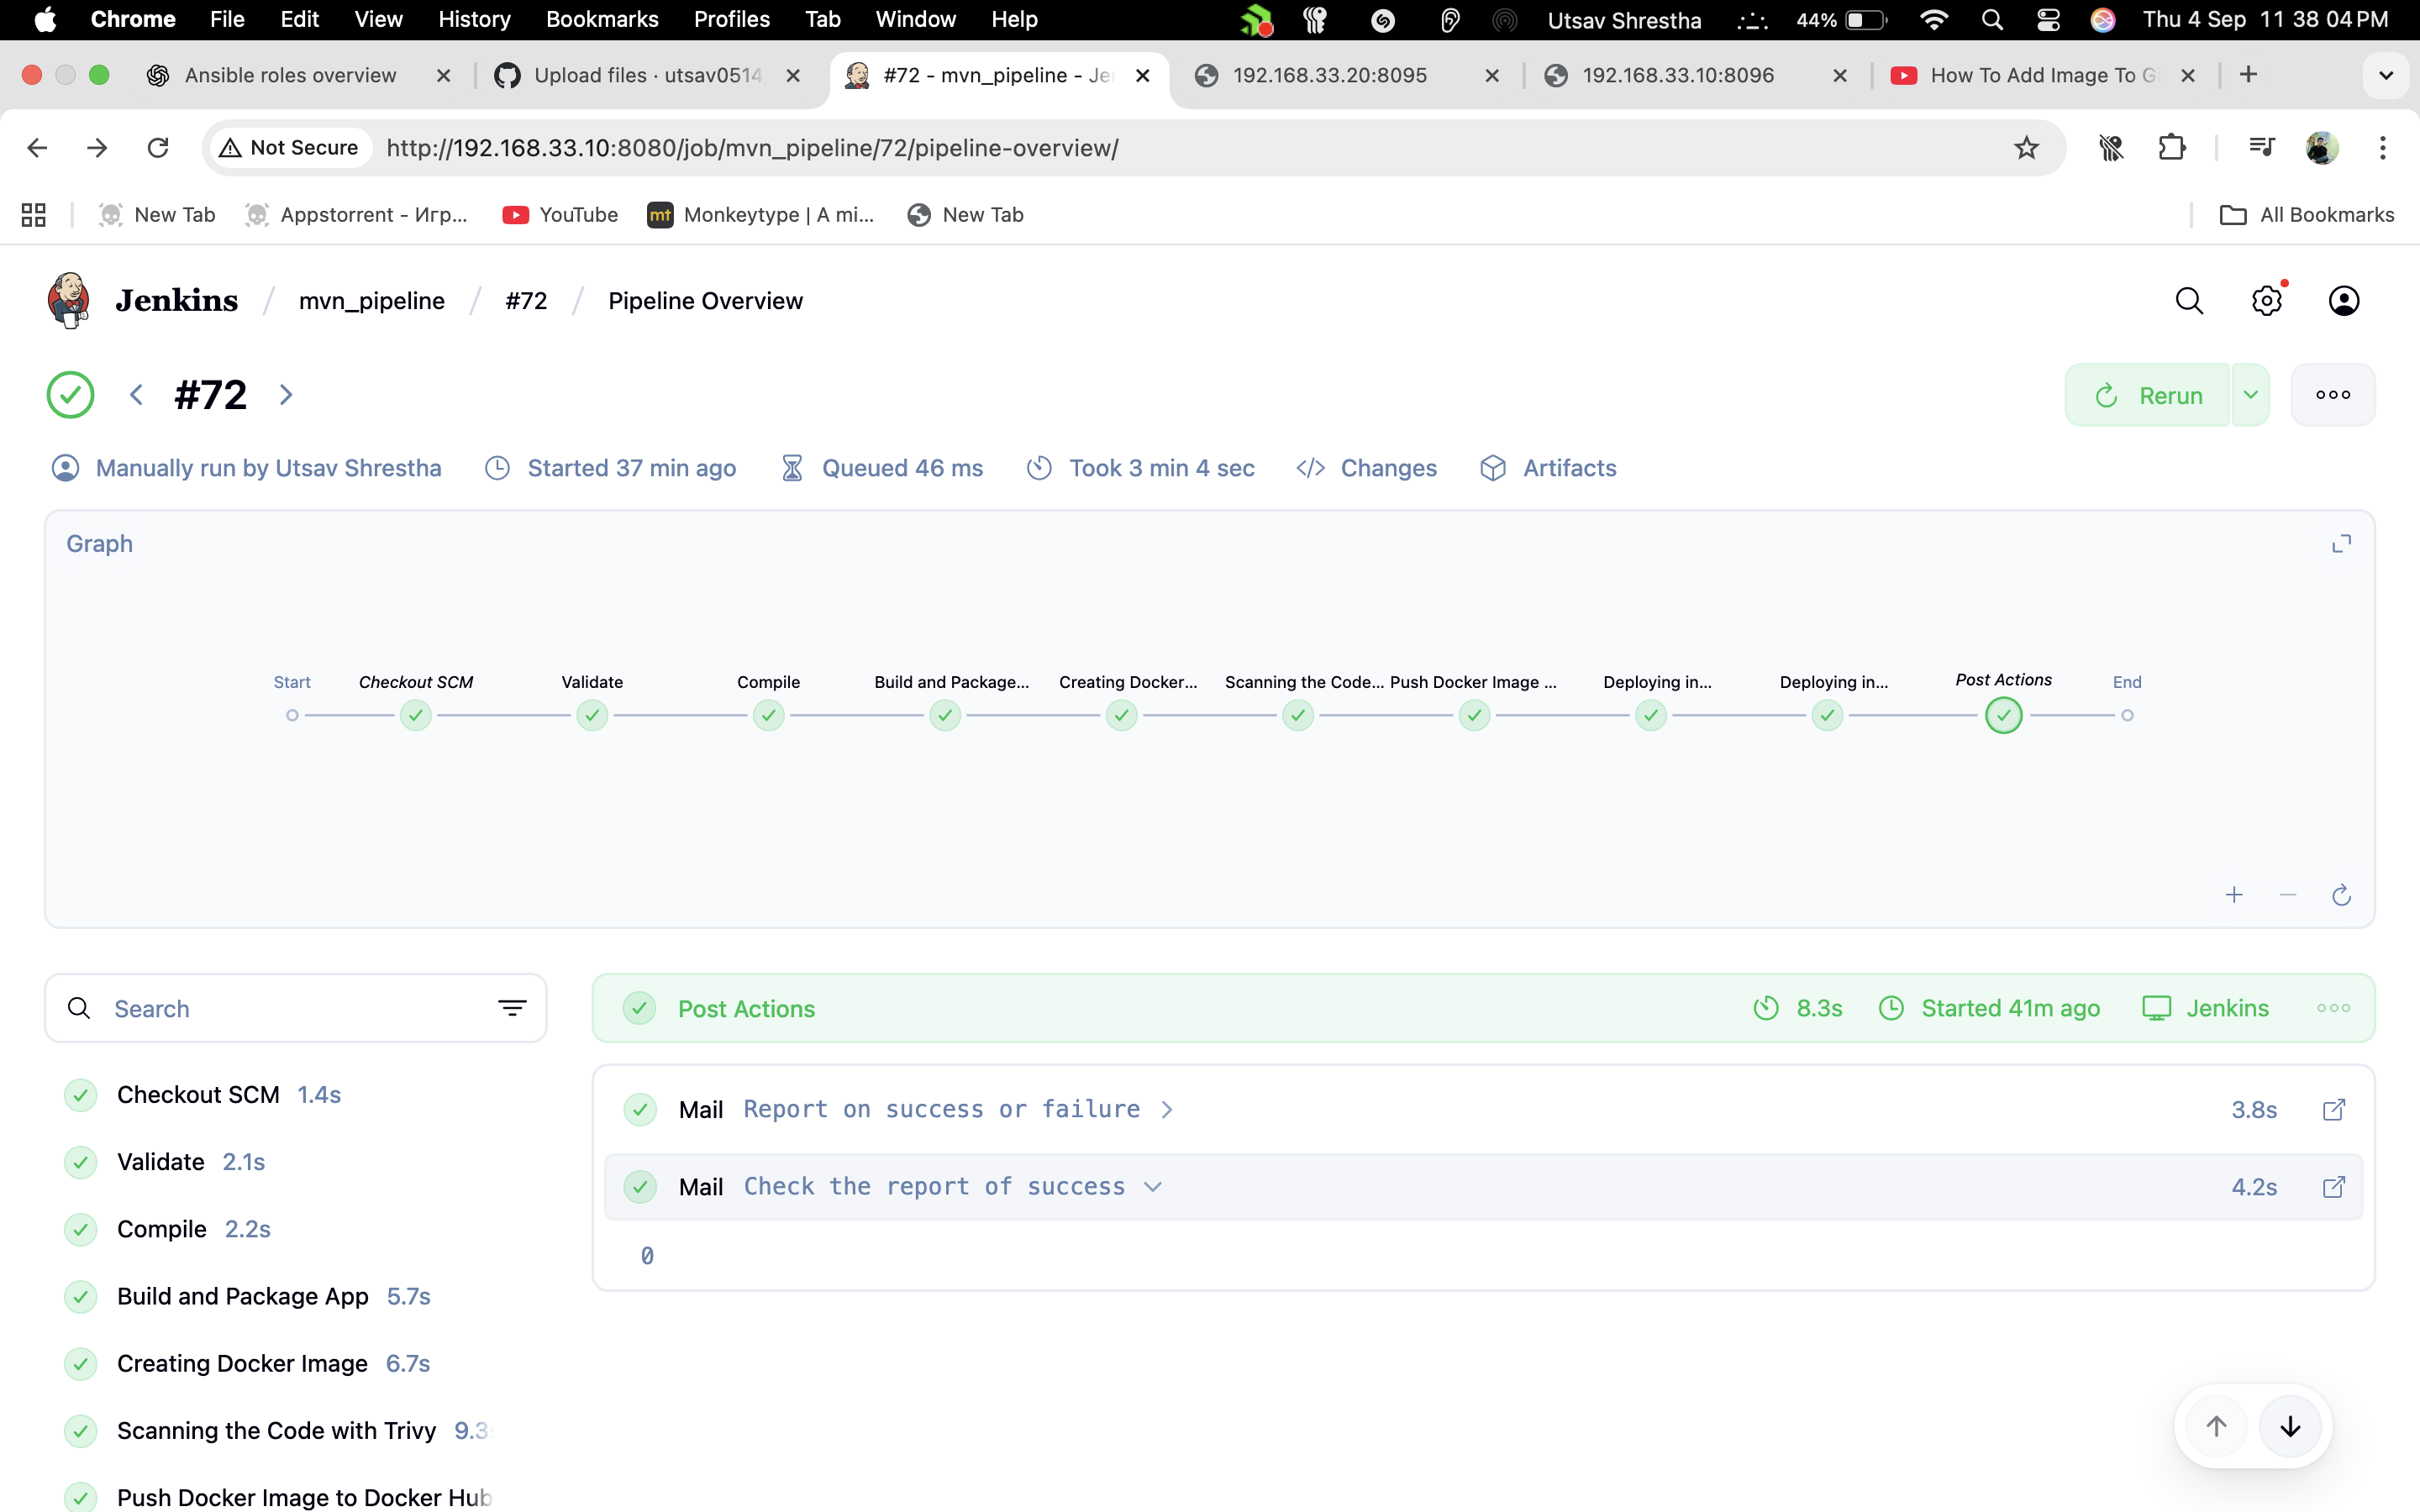 Chrome File Edit View History Bookmarks Profiles Tab Window Help Utsav Shrestha 44% Thu 4 Sep 11 38 04 PM
Ansible roles overview Upload files · utsav0514 #72 - mvn_pipeline - Je 192.168.33.20:8095 192.168.33.10:8096 How To Add Image To Gi
Not Secure http://192.168.33.10:8080/job/mvn_pipeline/72/pipeline-overview/
New Tab Appstorrent - Игр... YouTube mt Monkeytype | A mi... New Tab All Bookmarks
Jenkins / mvn_pipeline / #72 / Pipeline Overview
#72 Rerun
Manually run by Utsav Shrestha Started 37 min ago Queued 46 ms Took 3 min 4 sec Changes Artifacts
Graph
Start Checkout SCM Validate Compile Build and Package... Creating Docker... Scanning the Code... Push Docker Image ... Deploying in... Deploying in... Post Actions End
Search
Post Actions 8.3s Started 41m ago Jenkins
Checkout SCM 1.4s
Mail Report on success or failure 3.8s
Validate 2.1s
Mail Check the report of success 4.2s
Compile 2.2s
0
Build and Package App 5.7s
Creating Docker Image 6.7s
Scanning the Code with Trivy 9.3s
Push Docker Image to Docker Hub